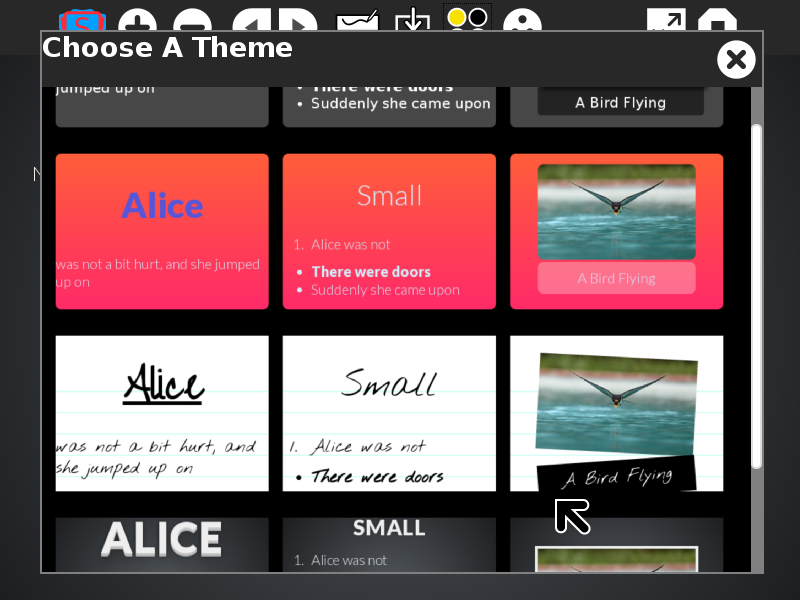 Choose A Theme
jumped up on
• There were doors
• Suddenly she came upon
A Bird Flying
N
Alice
was not a bit hurt, and she jumped
up on
Small
1. Alice was not
• There were doors
• Suddenly she came upon
A Bird Flying
Alice
was not a bit hurt, and
she jumped up on
Small
1. Alice was not
• There were doors
A Bird Flying
ALICE
SMALL
1. Alice was not